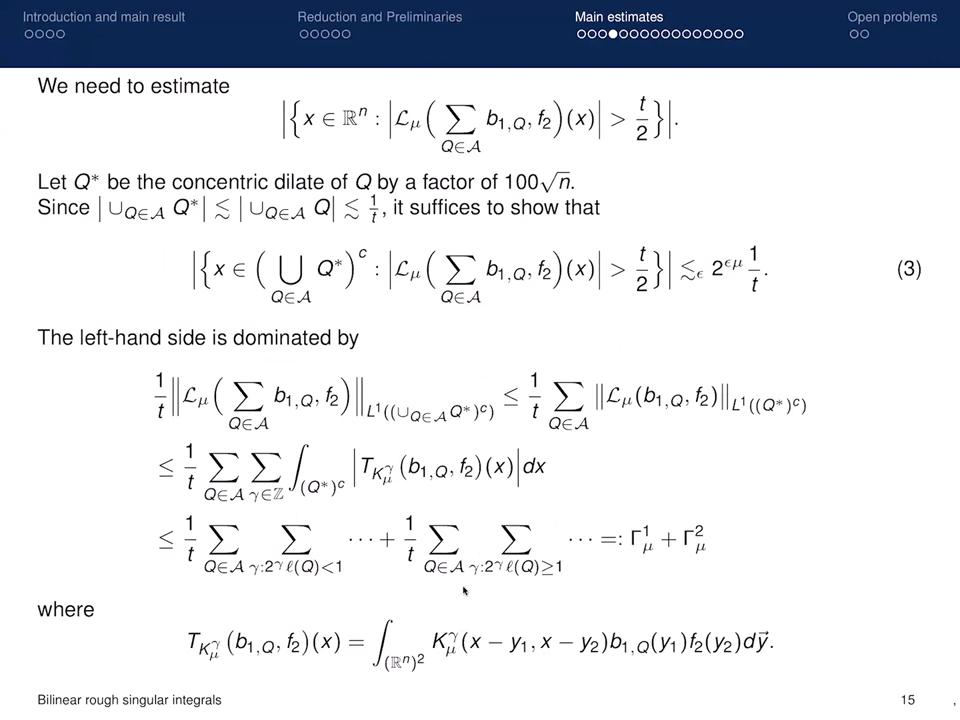 Introduction and main result Reduction and Preliminaries Main estimates Open problems
We need to estimate
|{x ∈ ℝⁿ : |ℒ_μ(∑_{Q∈𝒜} b_{1,Q}, f_2)(x)| > t/2}|.
Let Q* be the concentric dilate of Q by a factor of 100√n.
Since |∪_{Q∈𝒜} Q*| ≲ |∪_{Q∈𝒜} Q| ≲ 1/t, it suffices to show that
|{x ∈ (⋃_{Q∈𝒜} Q*)^c : |ℒ_μ(∑_{Q∈𝒜} b_{1,Q}, f_2)(x)| > t/2}| ≲_ϵ 2^{ϵμ} 1/t. (3)
The left-hand side is dominated by
1/t ‖ℒ_μ(∑_{Q∈𝒜} b_{1,Q}, f_2)‖_{L^1((∪_{Q∈𝒜} Q*)^c)} ≤ 1/t ∑_{Q∈𝒜} ‖ℒ_μ(b_{1,Q}, f_2)‖_{L^1((Q*)^c)}
≤ 1/t ∑_{Q∈𝒜} ∑_{γ∈ℤ} ∫_{(Q*)^c} |T_{K_μ^γ}(b_{1,Q}, f_2)(x)|dx
≤ 1/t ∑_{Q∈𝒜} ∑_{γ:2^γ ℓ(Q)<1} ⋯ + 1/t ∑_{Q∈𝒜} ∑_{γ:2^γ ℓ(Q)≥1} ⋯ =: Γ_μ^1 + Γ_μ^2
where
T_{K_μ^γ}(b_{1,Q}, f_2)(x) = ∫_{(ℝⁿ)^2} K_μ^γ(x − y_1, x − y_2)b_{1,Q}(y_1)f_2(y_2)dy⃗.
Bilinear rough singular integrals 15 ,